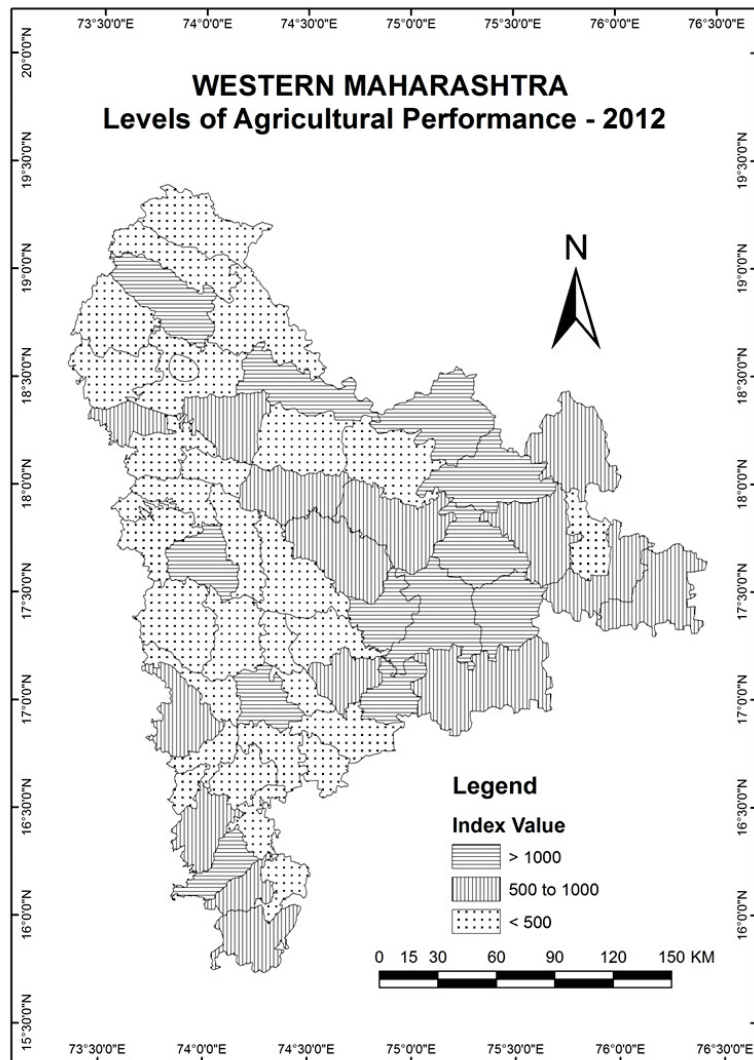 73°30'0"E 74°0'0"E 74°30'0"E 75°0'0"E 75°30'0"E 76°0'0"E 76°30'0"E
20°0'0"N
20°0'0"N
WESTERN MAHARASHTRA
Levels of Agricultural Performance - 2012
19°30'0"N
19°30'0"N
N
19°0'0"N
19°0'0"N
18°30'0"N
18°30'0"N
18°0'0"N
18°0'0"N
17°30'0"N
17°30'0"N
17°0'0"N
17°0'0"N
Legend
16°30'0"N
16°30'0"N
Index Value
> 1000
500 to 1000
< 500
16°0'0"N
16°0'0"N
0 15 30 60 90 120 150 KM
15°30'0"N
15°30'0"N
73°30'0"E 74°0'0"E 74°30'0"E 75°0'0"E 75°30'0"E 76°0'0"E 76°30'0"E